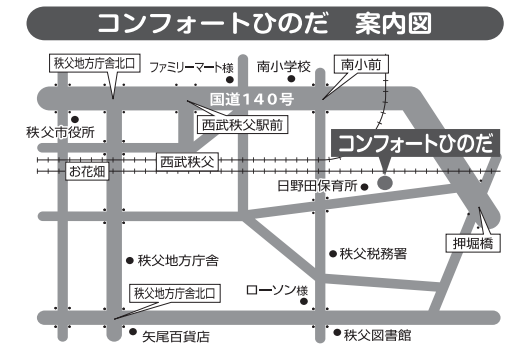 コンフォートひのだ　案内図
秩父地方庁舎北口
ファミリーマート様
南小学校
南小前
国道140号
秩父市役所
西武秩父駅前
コンフォートひのだ
西武秩父
お花畑
日野田保育所
押堀橋
秩父地方庁舎
秩父税務署
秩父地方庁舎北口
ローソン様
矢尾百貨店
秩父図書館